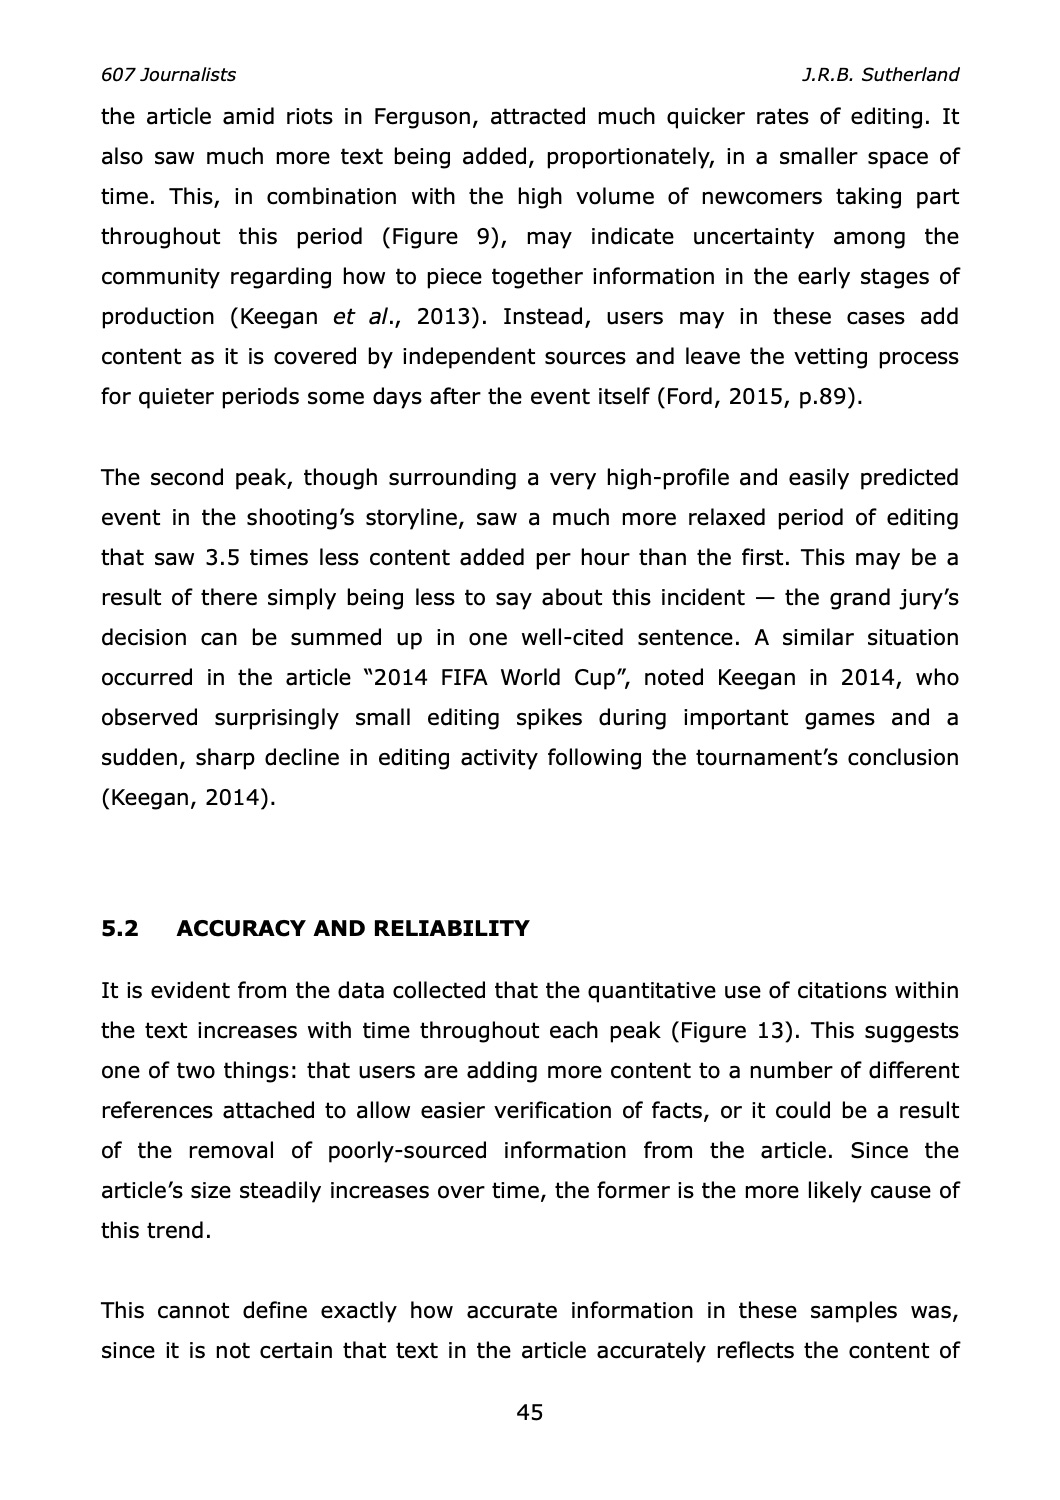 607 Journalists J.R.B. Sutherland
the article amid riots in Ferguson, attracted much quicker rates of editing. It
also saw much more text being added, proportionately, in a smaller space of
time. This, in combination with the high volume of newcomers taking part
throughout this period (Figure 9), may indicate uncertainty among the
community regarding how to piece together information in the early stages of
production (Keegan et al., 2013). Instead, users may in these cases add
content as it is covered by independent sources and leave the vetting process
for quieter periods some days after the event itself (Ford, 2015, p.89).
The second peak, though surrounding a very high-profile and easily predicted
event in the shooting’s storyline, saw a much more relaxed period of editing
that saw 3.5 times less content added per hour than the first. This may be a
result of there simply being less to say about this incident — the grand jury’s
decision can be summed up in one well-cited sentence. A similar situation
occurred in the article “2014 FIFA World Cup”, noted Keegan in 2014, who
observed surprisingly small editing spikes during important games and a
sudden, sharp decline in editing activity following the tournament’s conclusion
(Keegan, 2014).
5.2 ACCURACY AND RELIABILITY
It is evident from the data collected that the quantitative use of citations within
the text increases with time throughout each peak (Figure 13). This suggests
one of two things: that users are adding more content to a number of different
references attached to allow easier verification of facts, or it could be a result
of the removal of poorly-sourced information from the article. Since the
article’s size steadily increases over time, the former is the more likely cause of
this trend.
This cannot define exactly how accurate information in these samples was,
since it is not certain that text in the article accurately reflects the content of
45